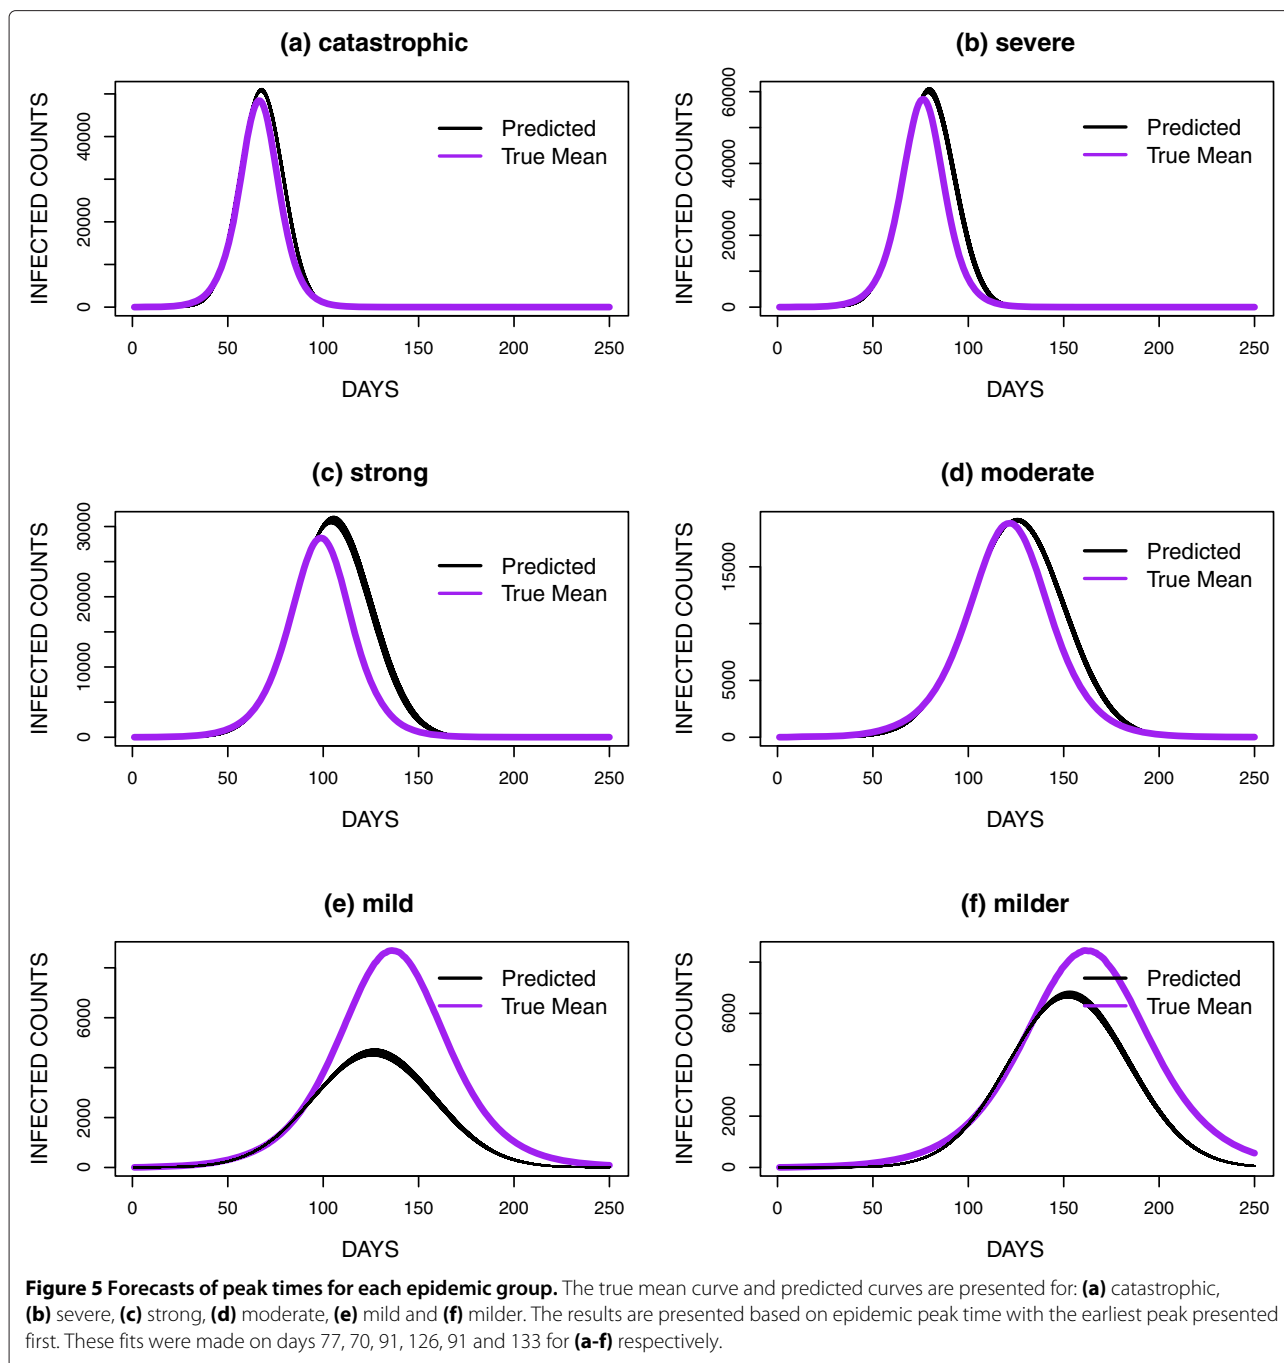 (a) catastrophic
INFECTED COUNTS
0 20000 40000
Predicted
True Mean
0 50 100 150 200 250
DAYS
(b) severe
INFECTED COUNTS
0 20000 40000 60000
Predicted
True Mean
0 50 100 150 200 250
DAYS
(c) strong
INFECTED COUNTS
0 10000 20000 30000
Predicted
True Mean
0 50 100 150 200 250
DAYS
(d) moderate
INFECTED COUNTS
0 5000 15000
Predicted
True Mean
0 50 100 150 200 250
DAYS
(e) mild
INFECTED COUNTS
0 2000 6000
Predicted
True Mean
0 50 100 150 200 250
DAYS
(f) milder
INFECTED COUNTS
0 2000 6000
Predicted
True Mean
0 50 100 150 200 250
DAYS
Figure 5 Forecasts of peak times for each epidemic group. The true mean curve and predicted curves are presented for: (a) catastrophic,
(b) severe, (c) strong, (d) moderate, (e) mild and (f) milder. The results are presented based on epidemic peak time with the earliest peak presented
first. These fits were made on days 77, 70, 91, 126, 91 and 133 for (a-f) respectively.